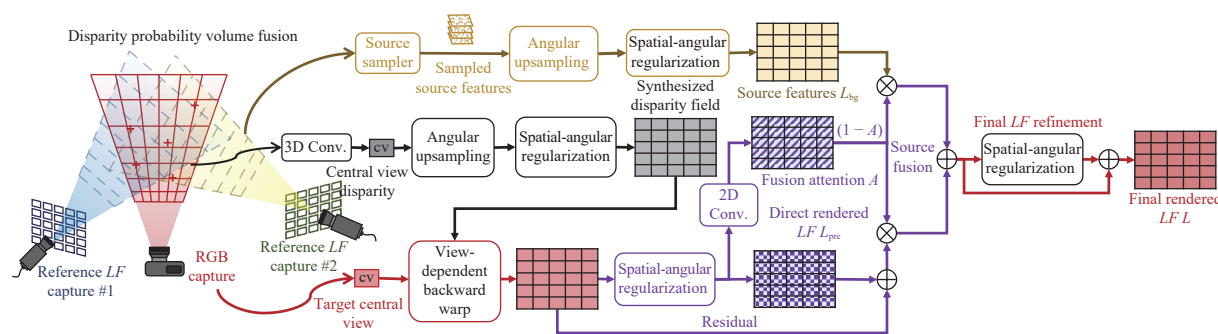 Disparity probability volume fusion
Source
sampler
Sampled
source features
Angular
upsampling
Spatial-angular
regularization
Source features L_bg
Synthesized
disparity field
3D Conv.
cv
Central view
disparity
Angular
upsampling
Spatial-angular
regularization
(1 − A)
Fusion attention A
2D
Conv.
Direct rendered
LF L_pre
Source
fusion
Final LF refinement
Spatial-angular
regularization
Final rendered
LF L
Reference LF
capture #1
RGB
capture
Reference LF
capture #2
cv
Target central
view
View-
dependent
backward
warp
Spatial-angular
regularization
Residual